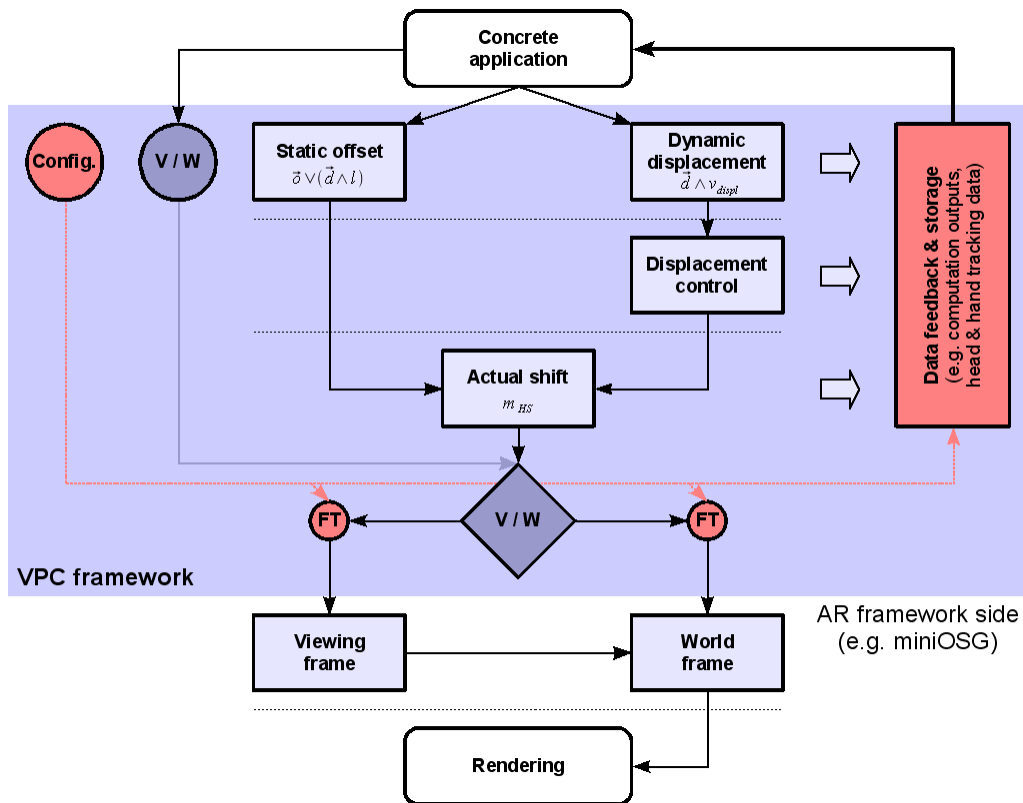 Concrete
application
Config.
V / W
Static offset
o⃗ ∨ (d⃗ ∧ l)
Dynamic
displacement
d⃗ ∧ v_displ
Displacement
control
Data feedback & storage
(e.g. computation outputs,
head & hand tracking data)
Actual shift
m_HS
FT
V / W
FT
VPC framework
AR framework side
(e.g. miniOSG)
Viewing
frame
World
frame
Rendering